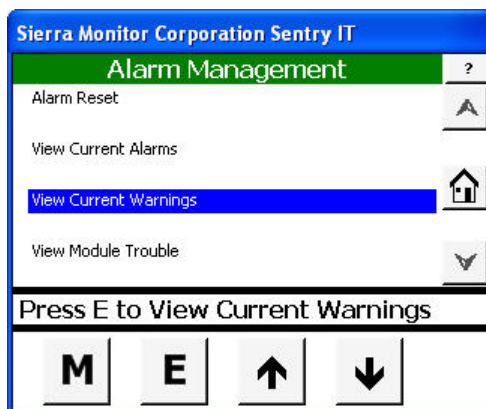 Sierra Monitor Corporation Sentry IT
Alarm Management ?
Alarm Reset
View Current Alarms
View Current Warnings
View Module Trouble
Press E to View Current Warnings
M E